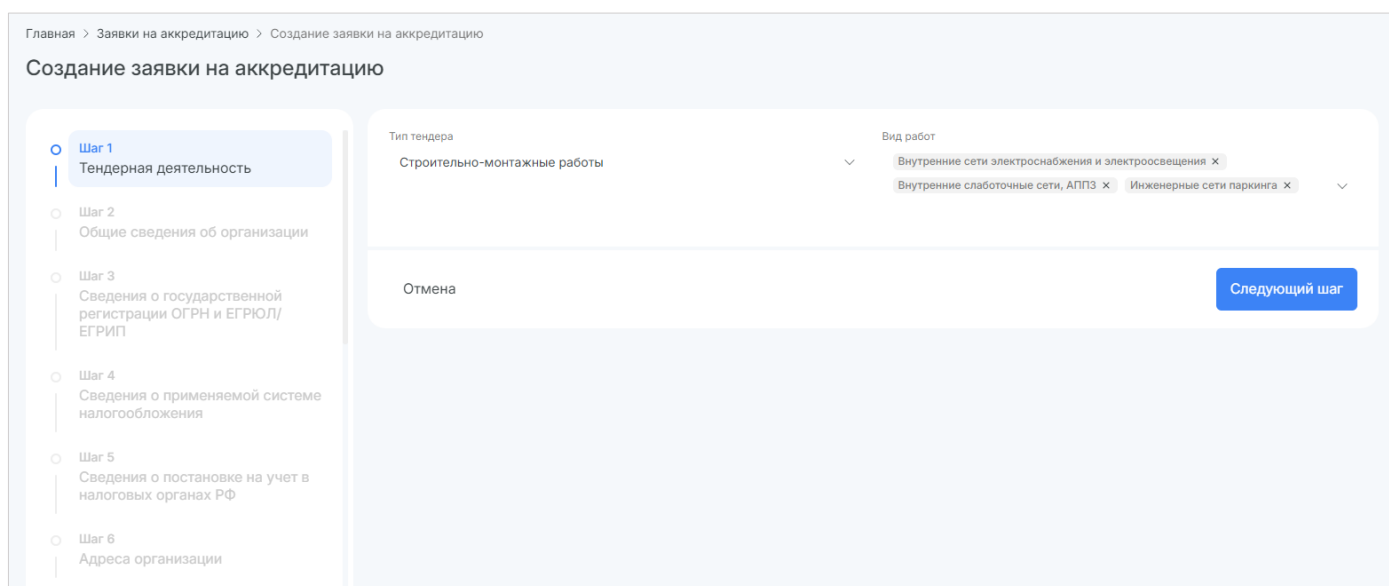 Главная > Заявки на аккредитацию > Создание заявки на аккредитацию
Создание заявки на аккредитацию
Шаг 1
Тендерная деятельность
Шаг 2
Общие сведения об организации
Шаг 3
Сведения о государственной
регистрации ОГРН и ЕГРЮЛ/
ЕГРИП
Шаг 4
Сведения о применяемой системе
налогообложения
Шаг 5
Сведения о постановке на учет в
налоговых органах РФ
Шаг 6
Адреса организации
Тип тендера
Строительно-монтажные работы
Вид работ
Внутренние сети электроснабжения и электроосвещения ×
Внутренние слаботочные сети, АППЗ × Инженерные сети паркинга ×
Отмена
Следующий шаг